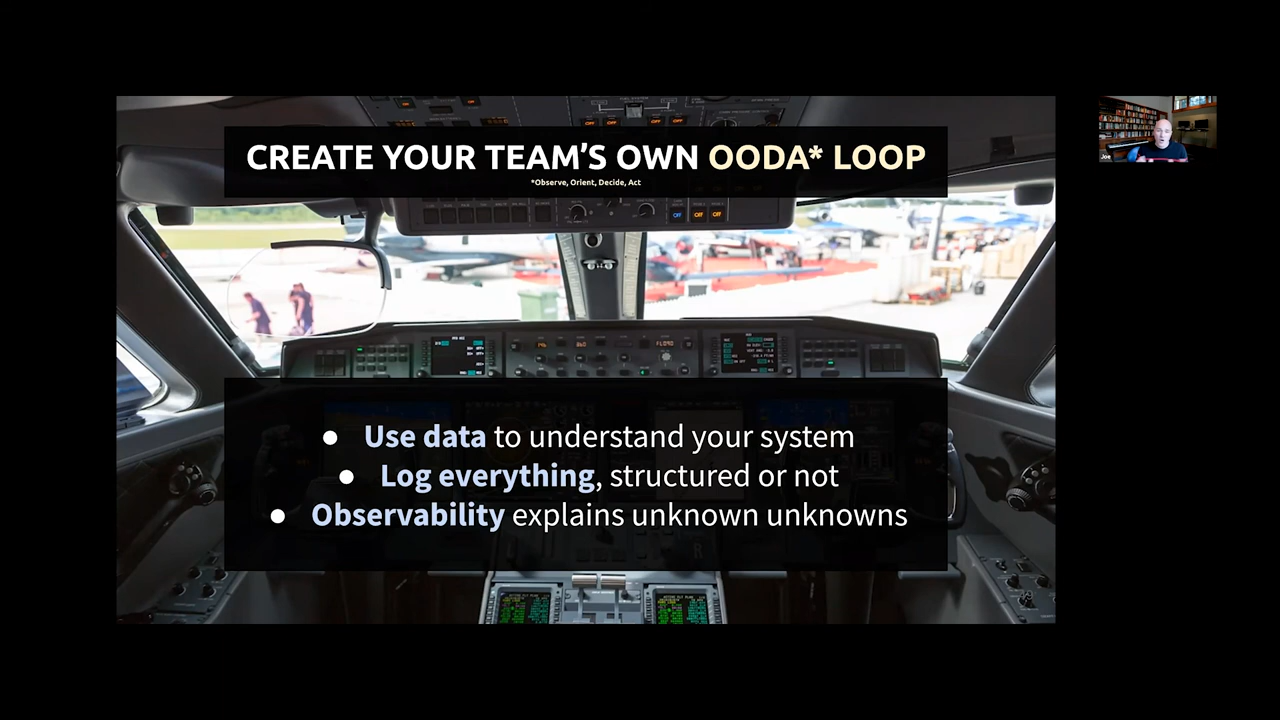 CREATE YOUR TEAM'S OWN OODA* LOOP
*Observe, Orient, Decide, Act
● Use data to understand your system
● Log everything, structured or not
● Observability explains unknown unknowns
Joe